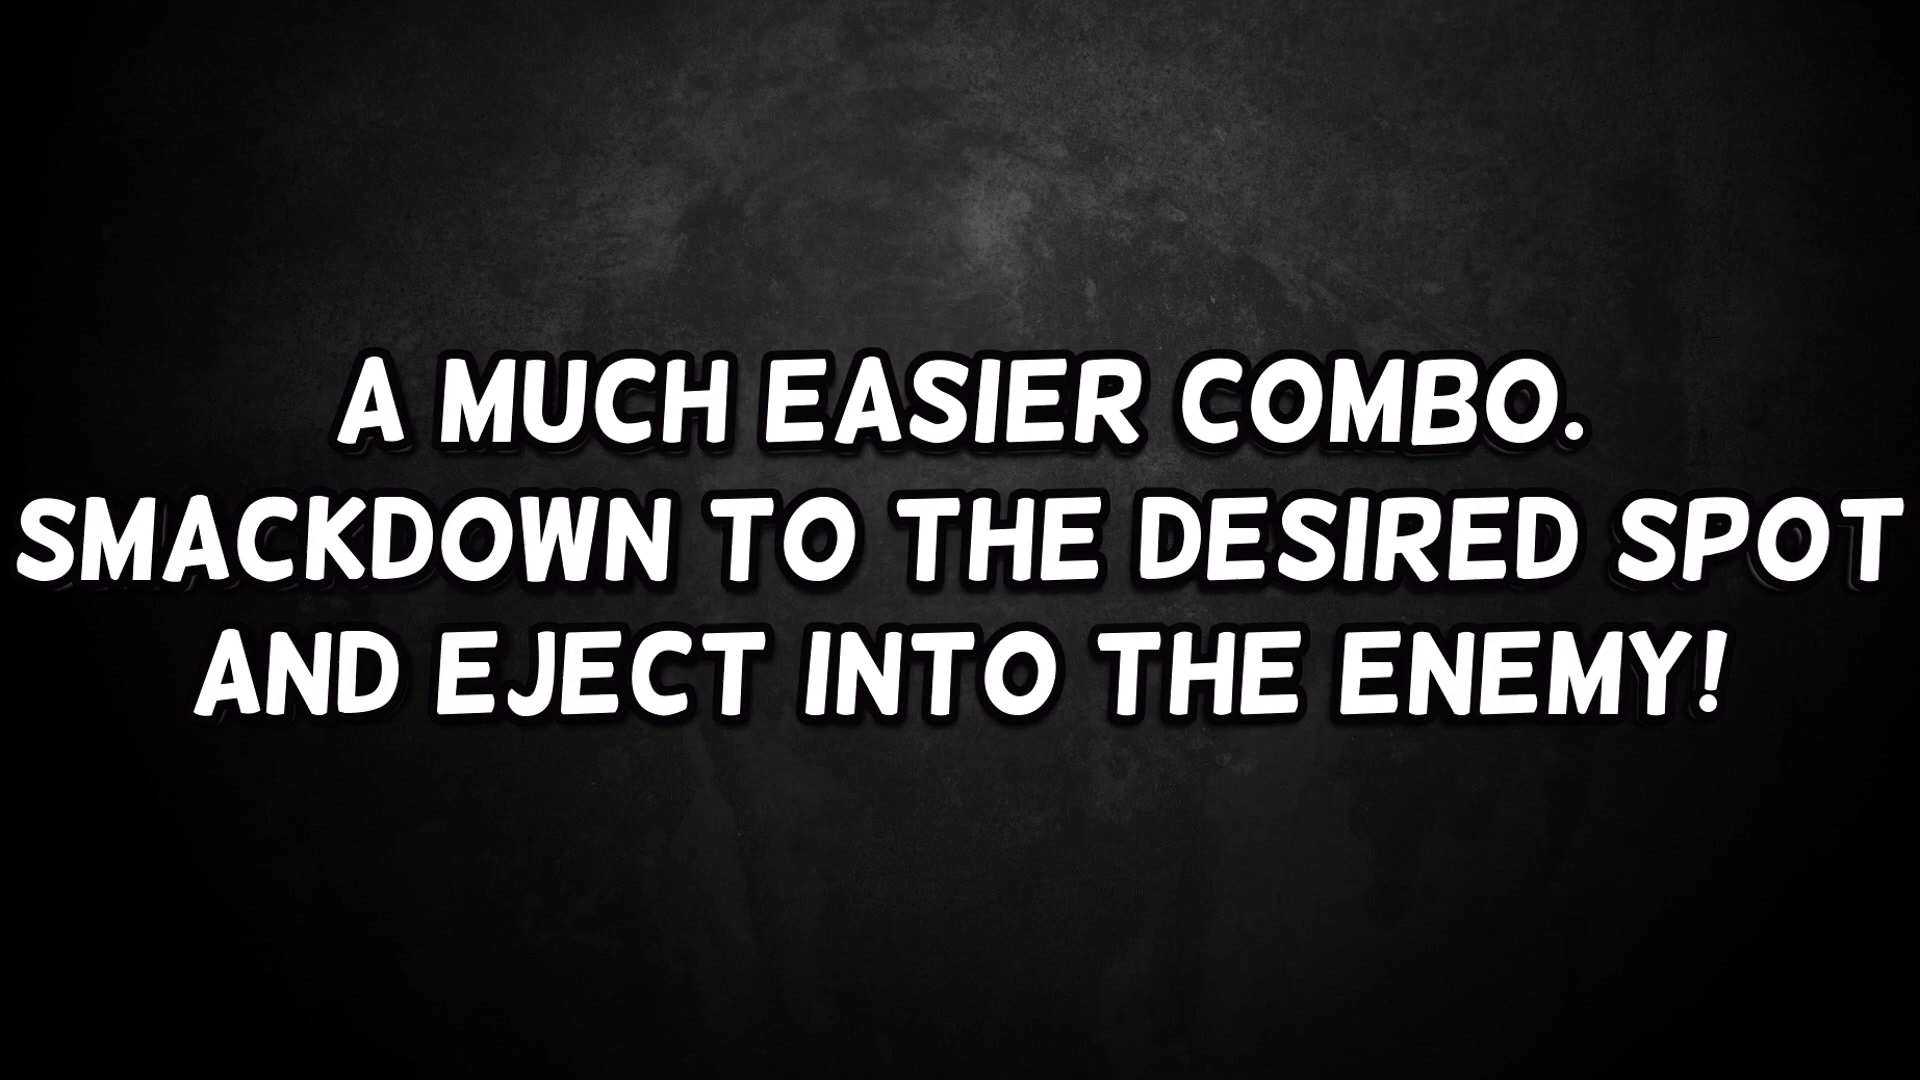 A MUCH EASIER COMBO.
SMACKDOWN TO THE DESIRED SPOT
AND EJECT INTO THE ENEMY!